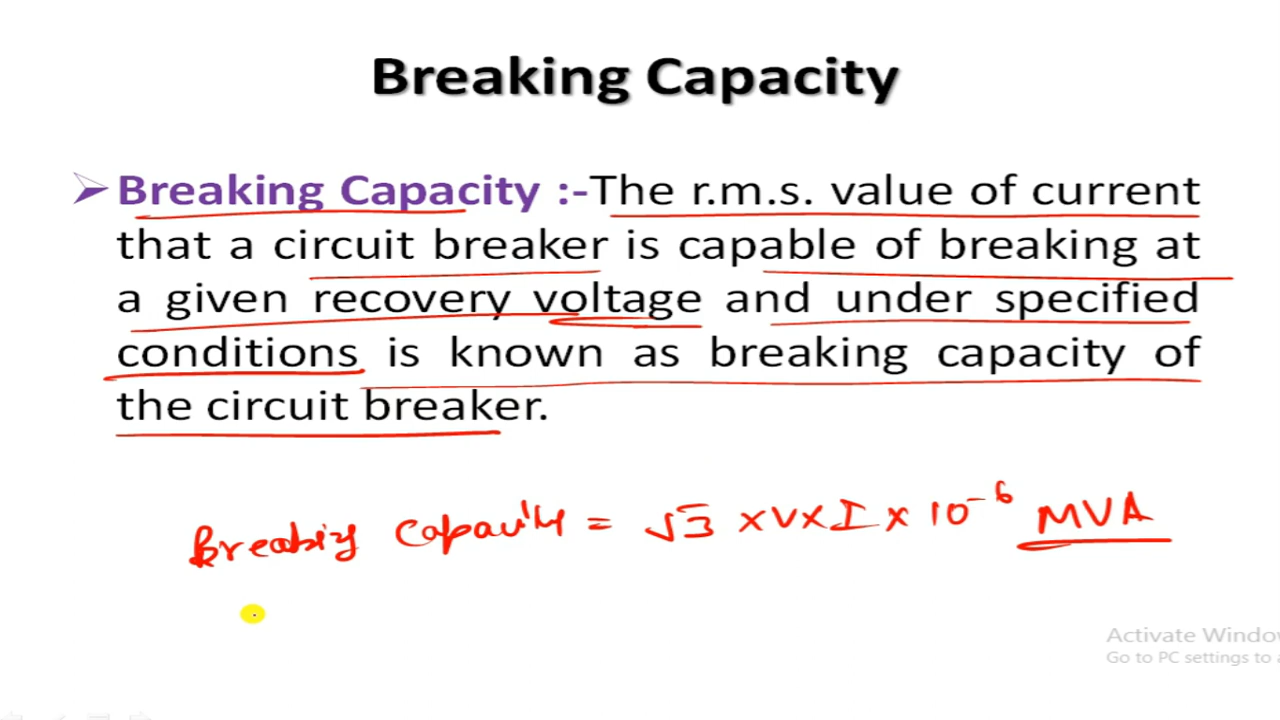 Breaking Capacity
➢Breaking Capacity :-The r.m.s. value of current
that a circuit breaker is capable of breaking at
a given recovery voltage and under specified
conditions is known as breaking capacity of
the circuit breaker.
Breaking Capacity = √3 ×V×I× 10⁻⁶ MVA
Activate Window
Go to PC settings to a